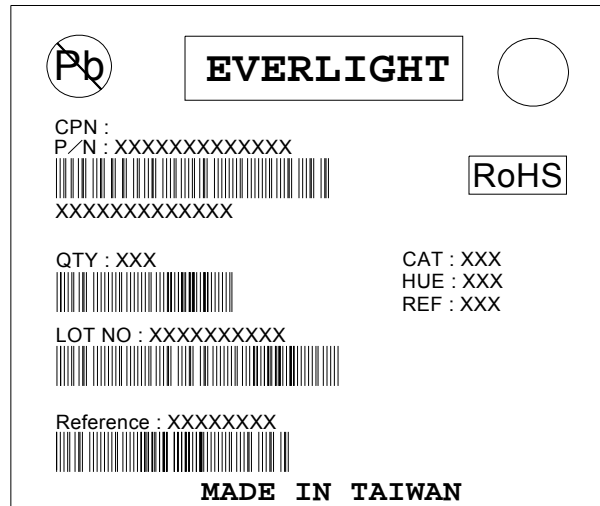 Pb
EVERLIGHT
CPN :
P/N : XXXXXXXXXXXXX
RoHS
XXXXXXXXXXXXX
QTY : XXX
CAT : XXX
HUE : XXX
REF : XXX
LOT NO : XXXXXXXXXX
Reference : XXXXXXXX
MADE IN TAIWAN